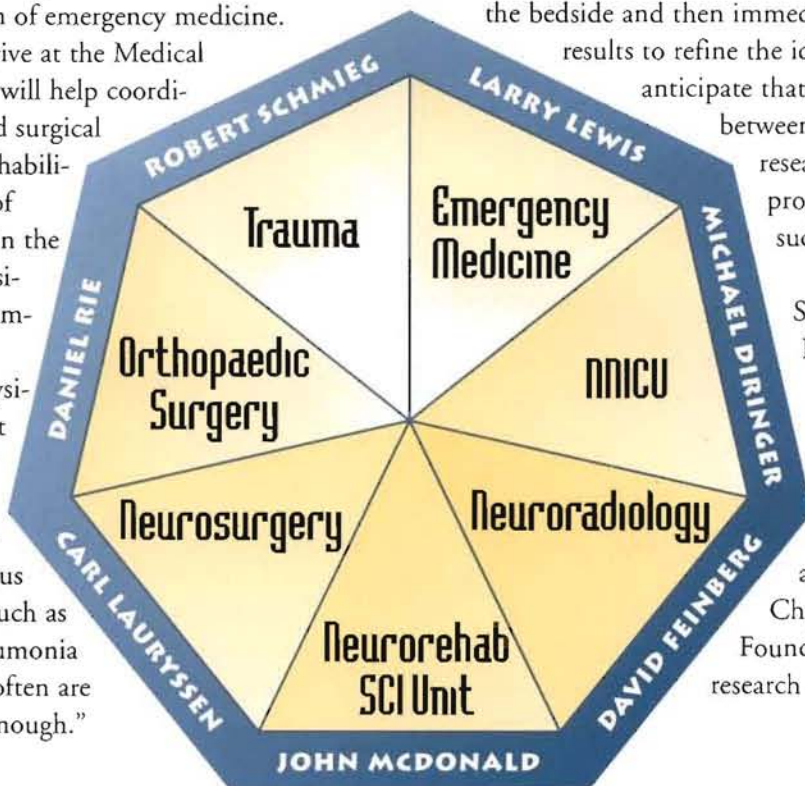 n of emergency medicine.
ive at the Medical
will help coordi-
d surgical
habili-
of
n the
si-
m-
ysi-
t
us
uch as
umonia
often are
nough."
ROBERT SCHMIEG
LARRY LEWIS
MICHAEL DIRINGER
DAVID FEINBERG
JOHN MCDONALD
CARL LAURYSSEN
DANIEL RIE
Trauma
Emergency
Medicine
NNICU
Neuroradiology
Neurorehab
SCI Unit
Neurosurgery
Orthopaedic
Surgery
the bedside and then immed
results to refine the id
anticipate that
between
resea
pro
suc
S
a
Ch
Found
research